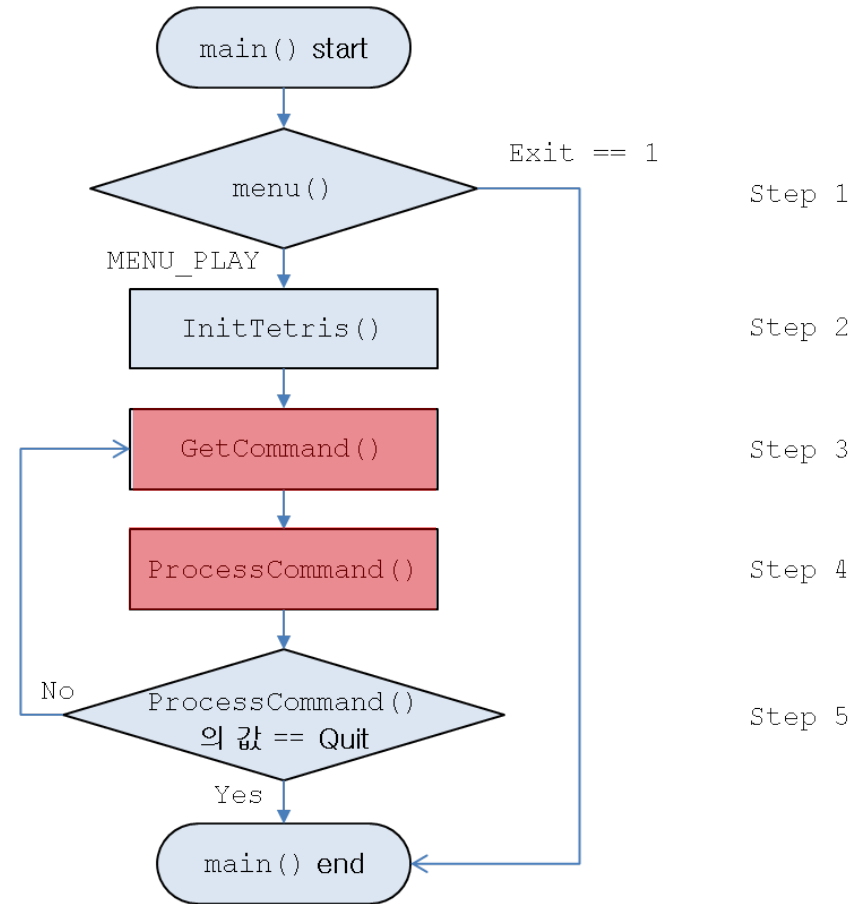 main() start
Exit == 1
menu()
Step 1
MENU_PLAY
InitTetris()
Step 2
GetCommand()
Step 3
ProcessCommand()
Step 4
No
ProcessCommand()
의 값 == Quit
Step 5
Yes
main() end